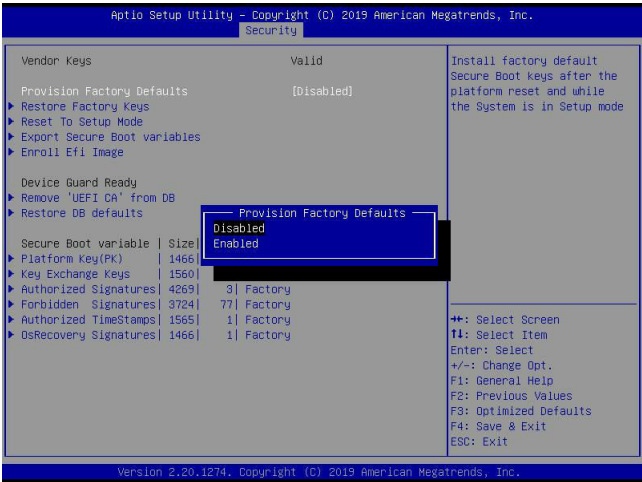 Aptio Setup Utility – Copyright (C) 2019 American Megatrends, Inc.
Security
Vendor Keys Valid
Provision Factory Defaults [Disabled]
Restore Factory Keys
Reset To Setup Mode
Export Secure Boot variables
Enroll Efi Image
Device Guard Ready
Remove 'UEFI CA' from DB
Restore DB defaults
Secure Boot variable | Size|
Platform Key(PK) | 1466|
Key Exchange Keys | 1560|
Authorized Signatures| 4269| 3| Factory
Forbidden Signatures| 3724| 77| Factory
Authorized TimeStamps| 1565| 1| Factory
OsRecovery Signatures| 1466| 1| Factory
Provision Factory Defaults
Disabled
Enabled
Install factory default
Secure Boot keys after the
platform reset and while
the System is in Setup mode
→←: Select Screen
↑↓: Select Item
Enter: Select
+/-: Change Opt.
F1: General Help
F2: Previous Values
F3: Optimized Defaults
F4: Save & Exit
ESC: Exit
Version 2.20.1274. Copyright (C) 2019 American Megatrends, Inc.